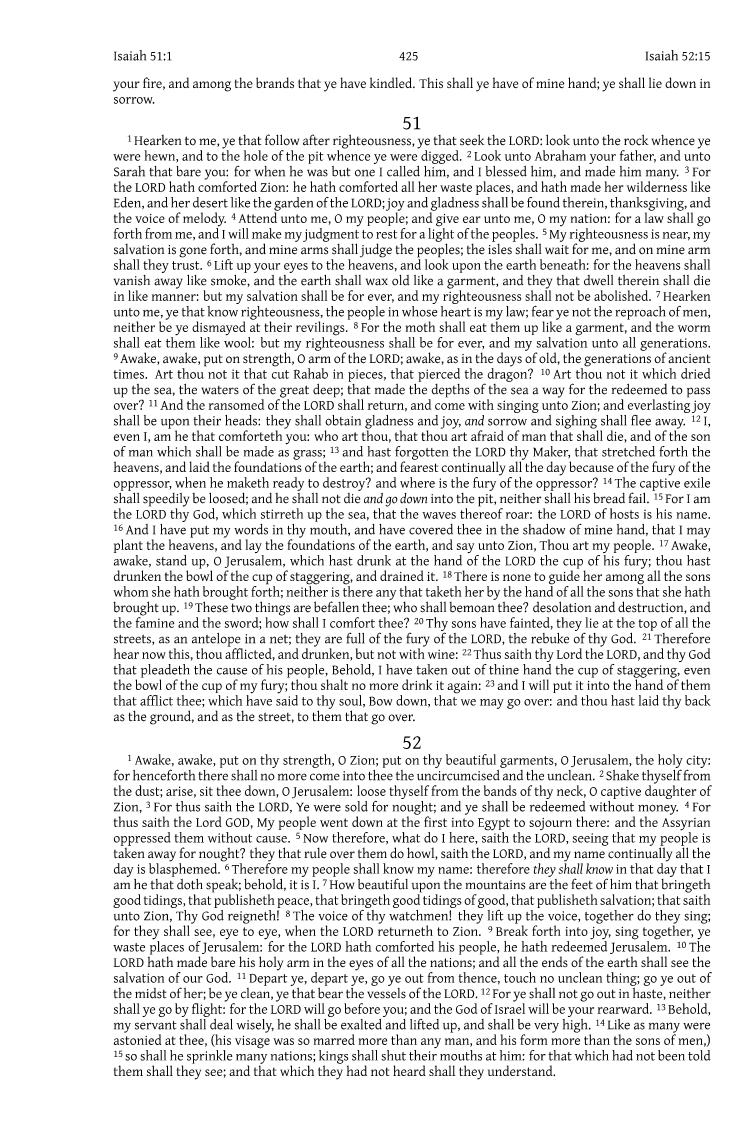 Isaiah 51:1 425 Isaiah 52:15
your fire, and among the brands that ye have kindled. This shall ye have of mine hand; ye shall lie down in
sorrow.
51
1 Hearken to me, ye that follow after righteousness, ye that seek the LORD: look unto the rock whence ye
were hewn, and to the hole of the pit whence ye were digged. 2 Look unto Abraham your father, and unto
Sarah that bare you: for when he was but one I called him, and I blessed him, and made him many. 3 For
the LORD hath comforted Zion: he hath comforted all her waste places, and hath made her wilderness like
Eden, and her desert like the garden of the LORD; joy and gladness shall be found therein, thanksgiving, and
the voice of melody. 4 Attend unto me, O my people; and give ear unto me, O my nation: for a law shall go
forth from me, and I will make my judgment to rest for a light of the peoples. 5 My righteousness is near, my
salvation is gone forth, and mine arms shall judge the peoples; the isles shall wait for me, and on mine arm
shall they trust. 6 Lift up your eyes to the heavens, and look upon the earth beneath: for the heavens shall
vanish away like smoke, and the earth shall wax old like a garment, and they that dwell therein shall die
in like manner: but my salvation shall be for ever, and my righteousness shall not be abolished. 7 Hearken
unto me, ye that know righteousness, the people in whose heart is my law; fear ye not the reproach of men,
neither be ye dismayed at their revilings. 8 For the moth shall eat them up like a garment, and the worm
shall eat them like wool: but my righteousness shall be for ever, and my salvation unto all generations.
9 Awake, awake, put on strength, O arm of the LORD; awake, as in the days of old, the generations of ancient
times. Art thou not it that cut Rahab in pieces, that pierced the dragon? 10 Art thou not it which dried
up the sea, the waters of the great deep; that made the depths of the sea a way for the redeemed to pass
over? 11 And the ransomed of the LORD shall return, and come with singing unto Zion; and everlasting joy
shall be upon their heads: they shall obtain gladness and joy, and sorrow and sighing shall flee away. 12 I,
even I, am he that comforteth you: who art thou, that thou art afraid of man that shall die, and of the son
of man which shall be made as grass; 13 and hast forgotten the LORD thy Maker, that stretched forth the
heavens, and laid the foundations of the earth; and fearest continually all the day because of the fury of the
oppressor, when he maketh ready to destroy? and where is the fury of the oppressor? 14 The captive exile
shall speedily be loosed; and he shall not die and go down into the pit, neither shall his bread fail. 15 For I am
the LORD thy God, which stirreth up the sea, that the waves thereof roar: the LORD of hosts is his name.
16 And I have put my words in thy mouth, and have covered thee in the shadow of mine hand, that I may
plant the heavens, and lay the foundations of the earth, and say unto Zion, Thou art my people. 17 Awake,
awake, stand up, O Jerusalem, which hast drunk at the hand of the LORD the cup of his fury; thou hast
drunken the bowl of the cup of staggering, and drained it. 18 There is none to guide her among all the sons
whom she hath brought forth; neither is there any that taketh her by the hand of all the sons that she hath
brought up. 19 These two things are befallen thee; who shall bemoan thee? desolation and destruction, and
the famine and the sword; how shall I comfort thee? 20 Thy sons have fainted, they lie at the top of all the
streets, as an antelope in a net; they are full of the fury of the LORD, the rebuke of thy God. 21 Therefore
hear now this, thou afflicted, and drunken, but not with wine: 22 Thus saith thy Lord the LORD, and thy God
that pleadeth the cause of his people, Behold, I have taken out of thine hand the cup of staggering, even
the bowl of the cup of my fury; thou shalt no more drink it again: 23 and I will put it into the hand of them
that afflict thee; which have said to thy soul, Bow down, that we may go over: and thou hast laid thy back
as the ground, and as the street, to them that go over.
52
1 Awake, awake, put on thy strength, O Zion; put on thy beautiful garments, O Jerusalem, the holy city:
for henceforth there shall no more come into thee the uncircumcised and the unclean. 2 Shake thyself from
the dust; arise, sit thee down, O Jerusalem: loose thyself from the bands of thy neck, O captive daughter of
Zion, 3 For thus saith the LORD, Ye were sold for nought; and ye shall be redeemed without money. 4 For
thus saith the Lord GOD, My people went down at the first into Egypt to sojourn there: and the Assyrian
oppressed them without cause. 5 Now therefore, what do I here, saith the LORD, seeing that my people is
taken away for nought? they that rule over them do howl, saith the LORD, and my name continually all the
day is blasphemed. 6 Therefore my people shall know my name: therefore they shall know in that day that I
am he that doth speak; behold, it is I. 7 How beautiful upon the mountains are the feet of him that bringeth
good tidings, that publisheth peace, that bringeth good tidings of good, that publisheth salvation; that saith
unto Zion, Thy God reigneth! 8 The voice of thy watchmen! they lift up the voice, together do they sing;
for they shall see, eye to eye, when the LORD returneth to Zion. 9 Break forth into joy, sing together, ye
waste places of Jerusalem: for the LORD hath comforted his people, he hath redeemed Jerusalem. 10 The
LORD hath made bare his holy arm in the eyes of all the nations; and all the ends of the earth shall see the
salvation of our God. 11 Depart ye, depart ye, go ye out from thence, touch no unclean thing; go ye out of
the midst of her; be ye clean, ye that bear the vessels of the LORD. 12 For ye shall not go out in haste, neither
shall ye go by flight: for the LORD will go before you; and the God of Israel will be your rearward. 13 Behold,
my servant shall deal wisely, he shall be exalted and lifted up, and shall be very high. 14 Like as many were
astonied at thee, (his visage was so marred more than any man, and his form more than the sons of men,)
15 so shall he sprinkle many nations; kings shall shut their mouths at him: for that which had not been told
them shall they see; and that which they had not heard shall they understand.